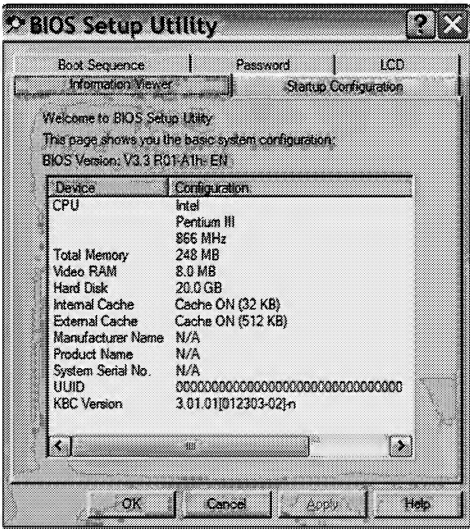 BIOS Setup Utility
Boot Sequence Password LCD
Information Viewer Startup Configuration
Welcome to BIOS Setup Utility
This page shows you the basic system configuration:
BIOS Version: V3.3 R01-A1h- EN
Device Configuration
CPU Intel
Pentium III
866 MHz
Total Memory 248 MB
Video RAM 8.0 MB
Hard Disk 20.0 GB
Internal Cache Cache ON (32 KB)
External Cache Cache ON (512 KB)
Manufacturer Name N/A
Product Name N/A
System Serial No. N/A
UUID 00000000000000000000000000000000
KBC Version 3.01.01[012303-02]-n
OK Cancel Apply Help